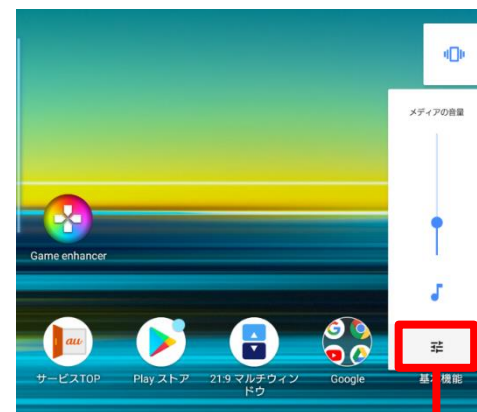 メディアの音量
Game enhancer
au
サービスTOP
Play ストア
21:9 マルチウィン
ドウ
Google
基本機能